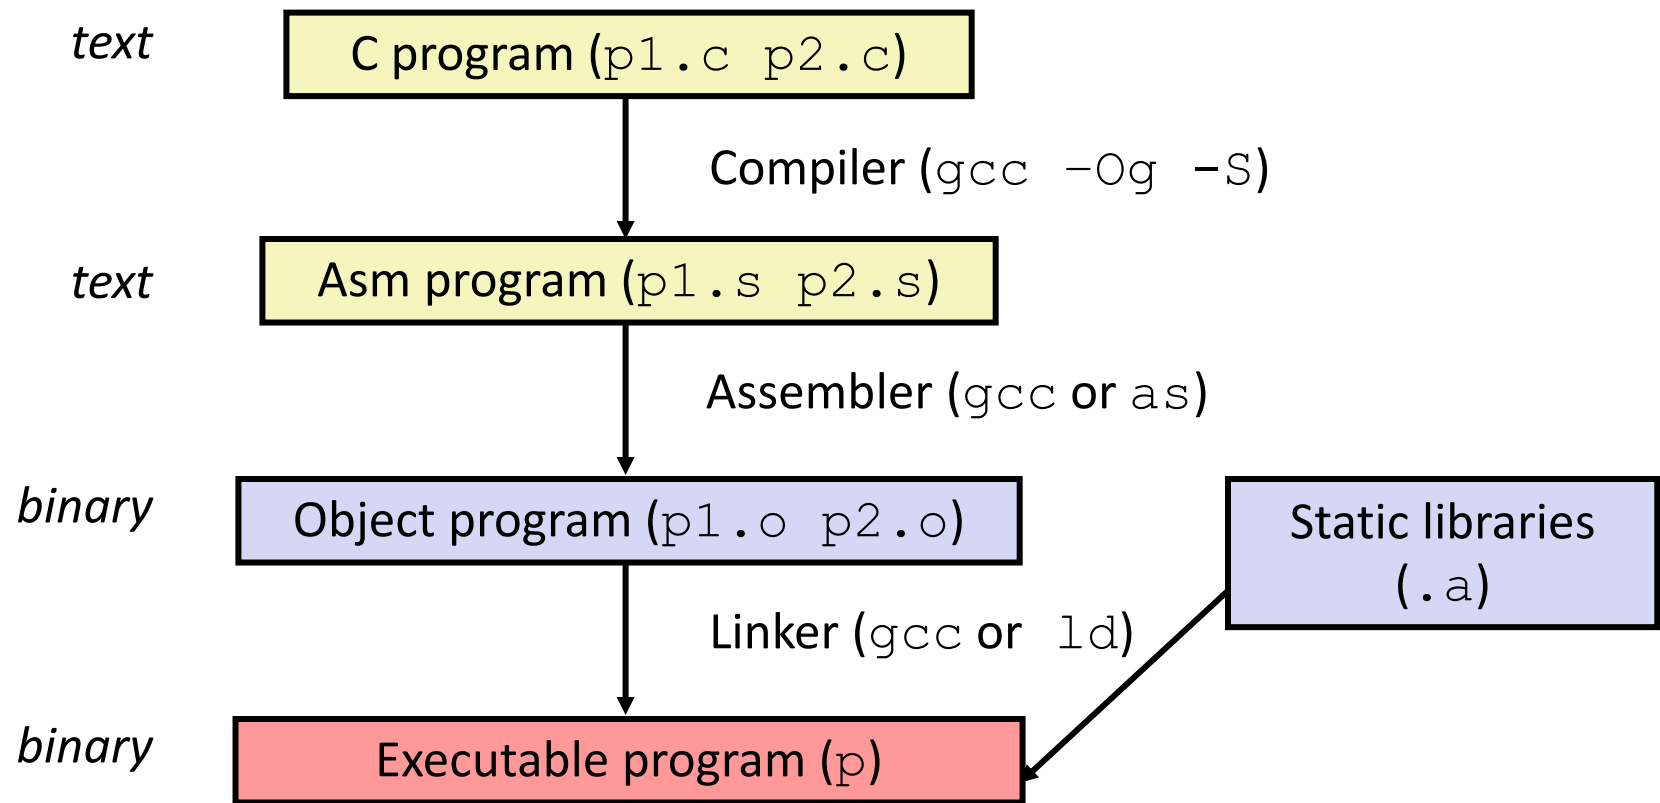 text
C program (p1.c p2.c)
Compiler (gcc –Og -S)
text
Asm program (p1.s p2.s)
Assembler (gcc or as)
binary
Object program (p1.o p2.o)
Static libraries
(.a)
Linker (gcc or ld)
binary
Executable program (p)